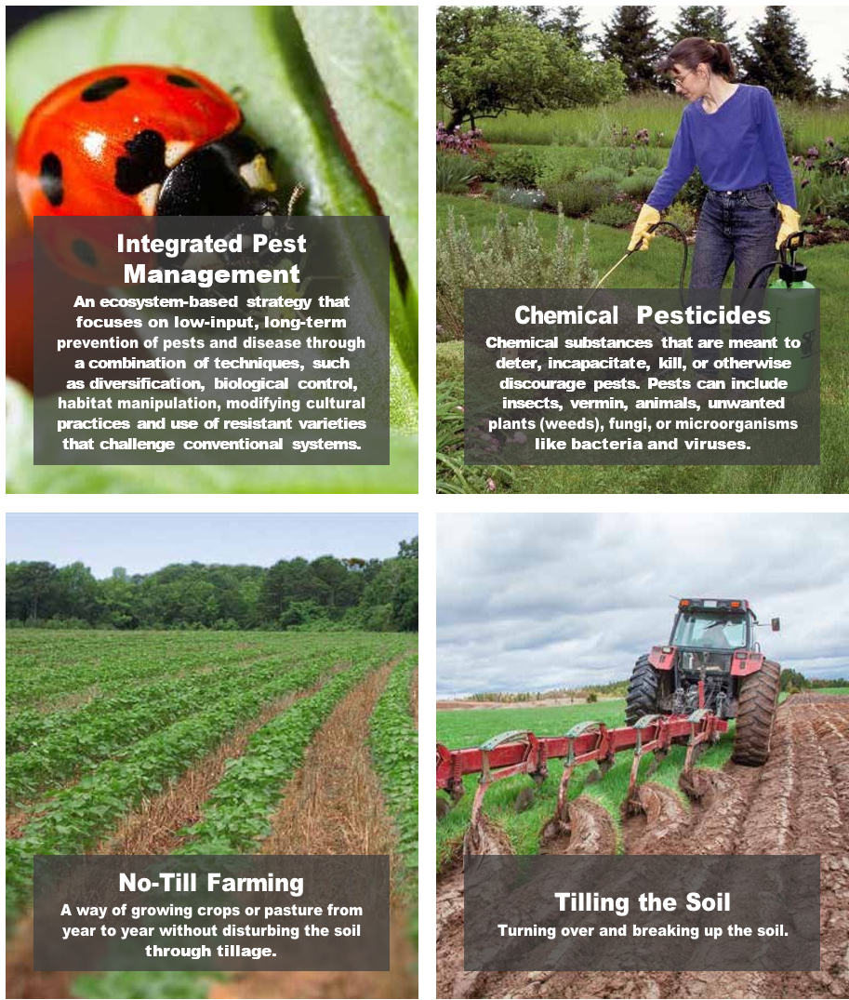 Integrated Pest
Management
An ecosystem-based strategy that
focuses on low-input, long-term
prevention of pests and disease through
a combination of techniques, such
as diversification, biological control,
habitat manipulation, modifying cultural
practices and use of resistant varieties
that challenge conventional systems.
Chemical Pesticides
Chemical substances that are meant to
deter, incapacitate, kill, or otherwise
discourage pests. Pests can include
insects, vermin, animals, unwanted
plants (weeds), fungi, or microorganisms
like bacteria and viruses.
No-Till Farming
A way of growing crops or pasture from
year to year without disturbing the soil
through tillage.
Tilling the Soil
Turning over and breaking up the soil.